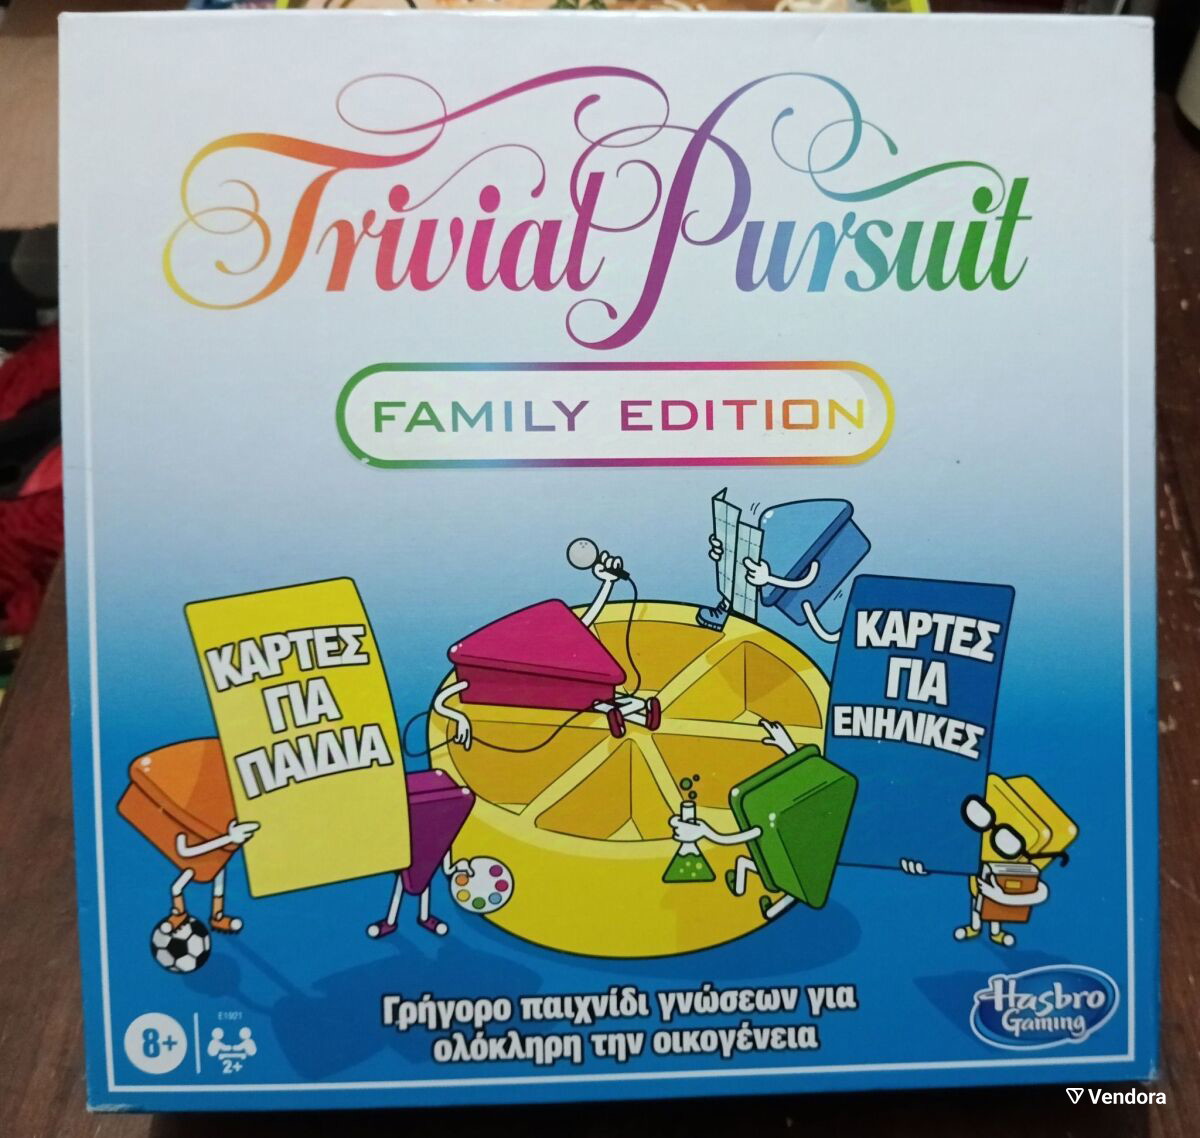 Trivial Pursuit
FAMILY EDITION
ΚΑΡΤΕΣ
ΓΙΑ
ΠΑΙΔΙΑ
ΚΑΡΤΕΣ
ΓΙΑ
ΕΝΗΛΙΚΕΣ
Γρήγορο παιχνίδι γνώσεων για
ολόκληρη την οικογένεια
8+
E1921
2+
Hasbro
Gaming
Vendora